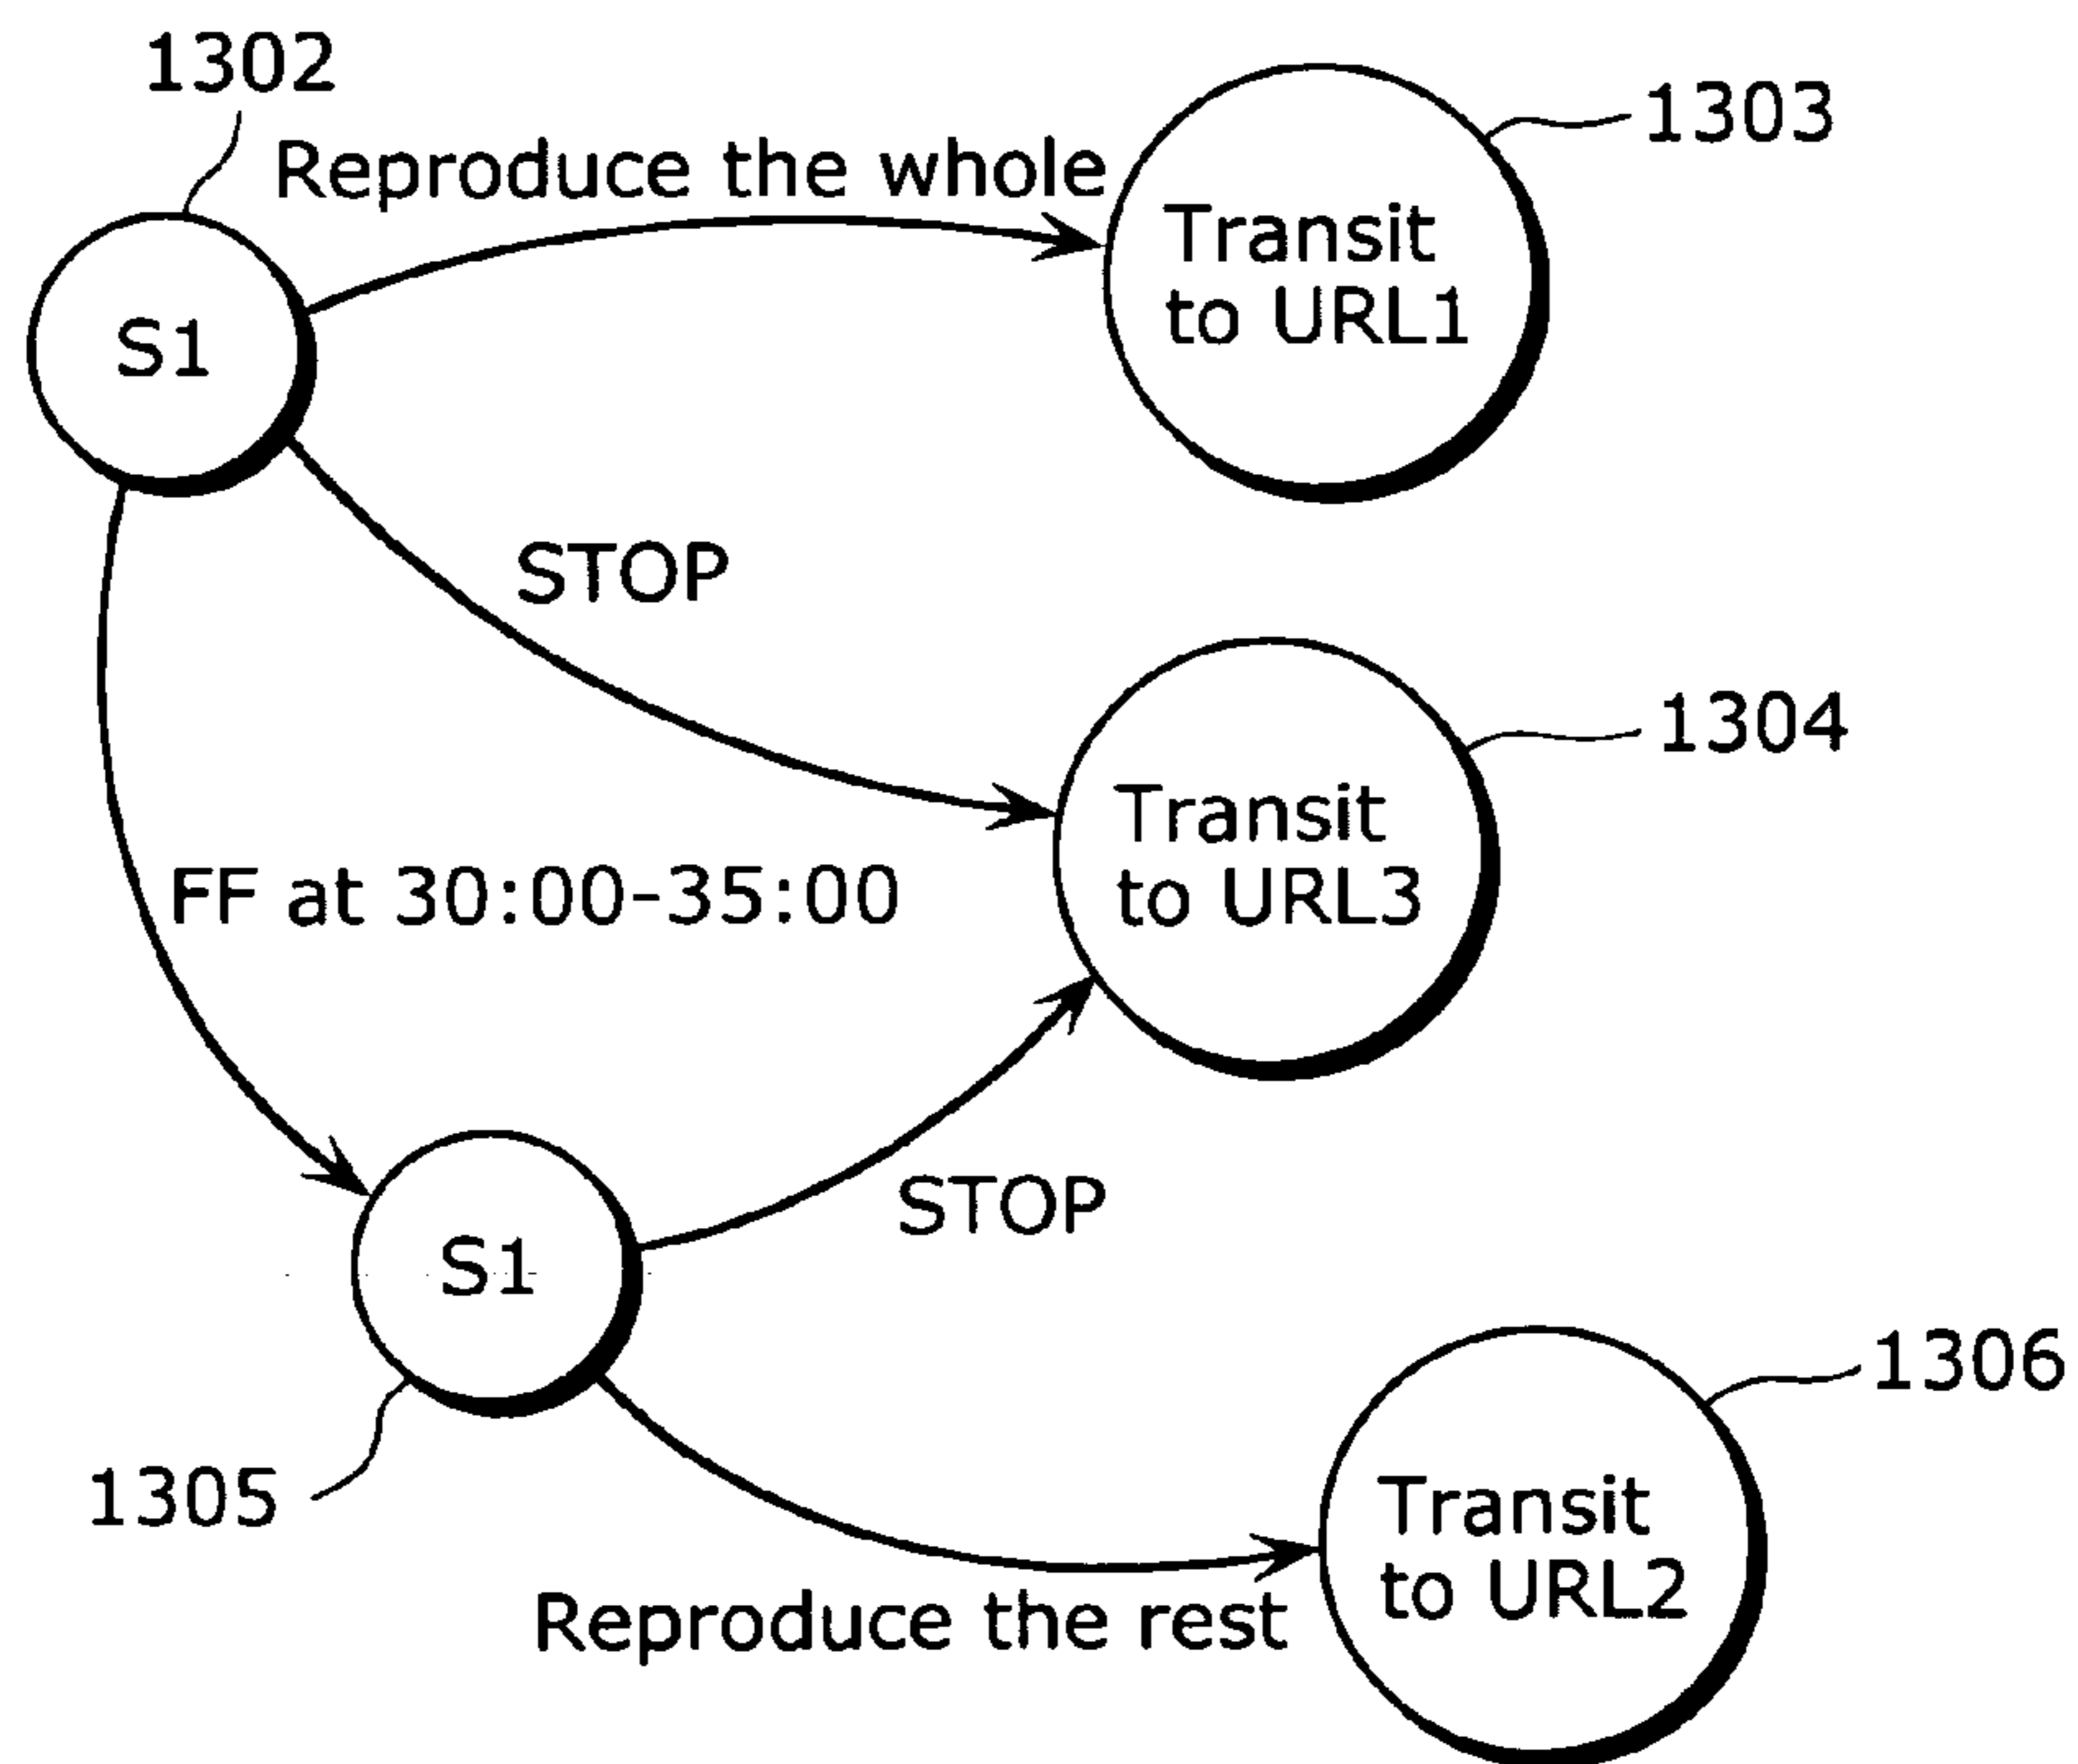 1302
1303
Reproduce the whole
Transit
to URL1
S1
STOP
1304
Transit
to URL3
FF at 30:00-35:00
STOP
S1
1306
1305
Transit
to URL2
Reproduce the rest